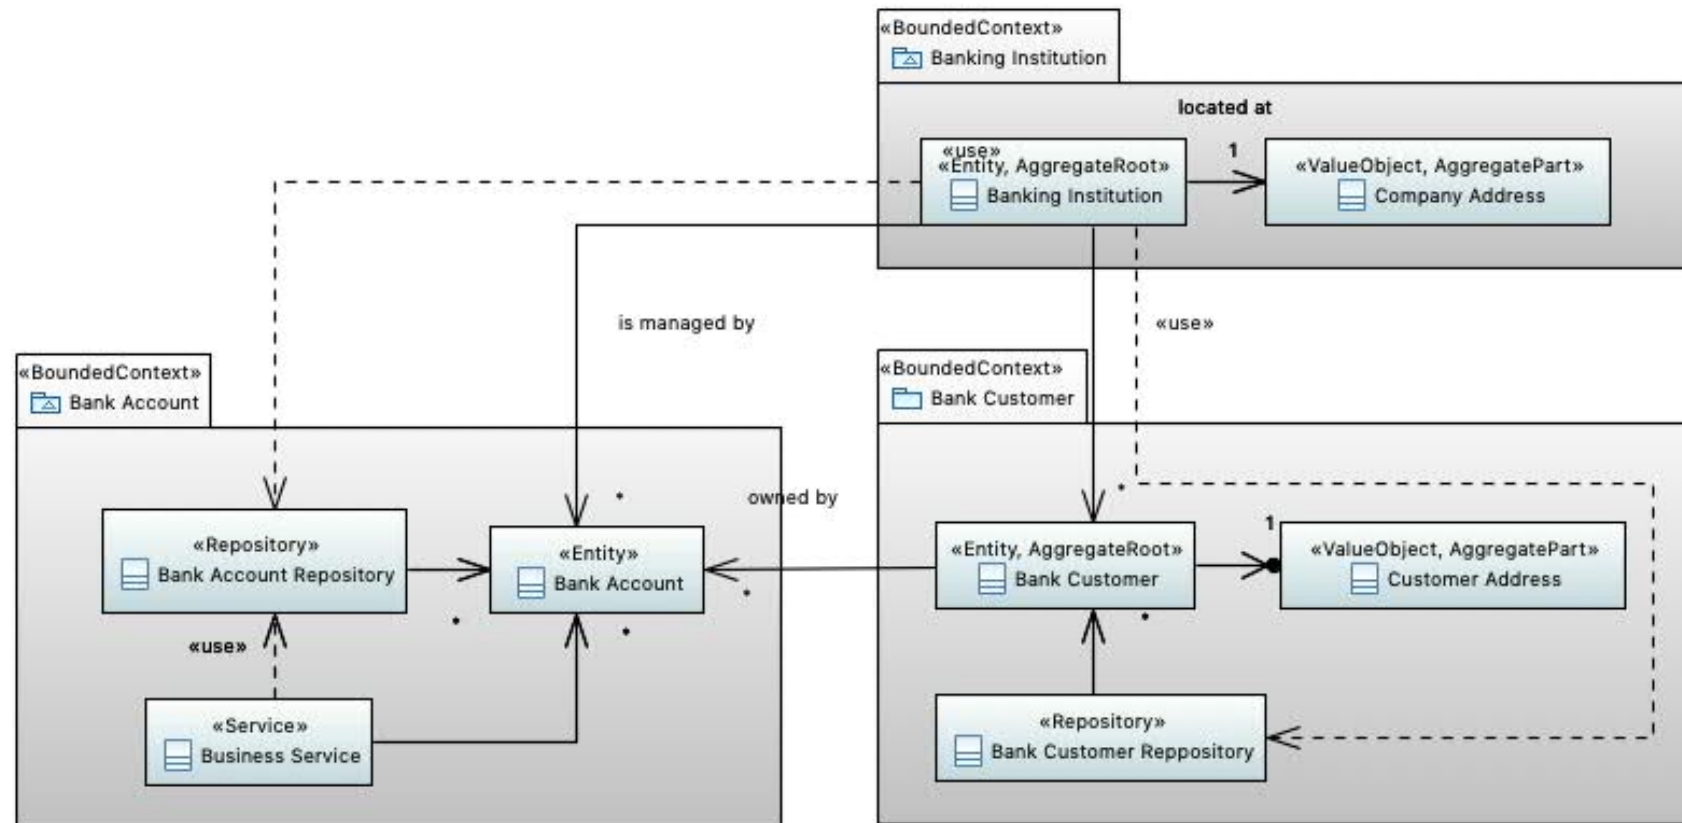 «BoundedContext»
Banking Institution
located at
«use»
«Entity, AggregateRoot»
Banking Institution
1
«ValueObject, AggregatePart»
Company Address
is managed by
«use»
«BoundedContext»
Bank Account
«BoundedContext»
Bank Customer
*
owned by
*
«Repository»
Bank Account Repository
«Entity»
Bank Account
*
*
*
«Entity, AggregateRoot»
Bank Customer
1
«ValueObject, AggregatePart»
Customer Address
*
«use»
«Service»
Business Service
«Repository»
Bank Customer Reppository